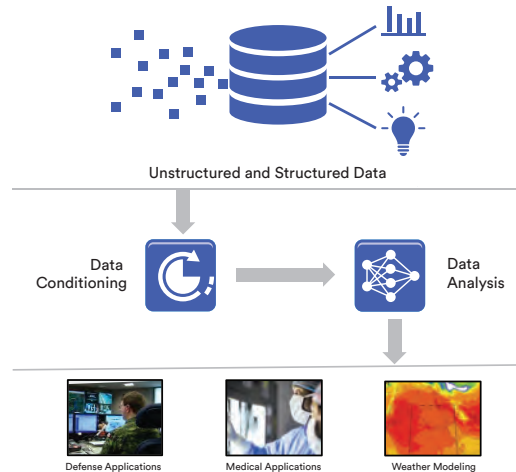 Unstructured and Structured Data
Data
Conditioning
Data
Analysis
Defense Applications
Medical Applications
Weather Modeling